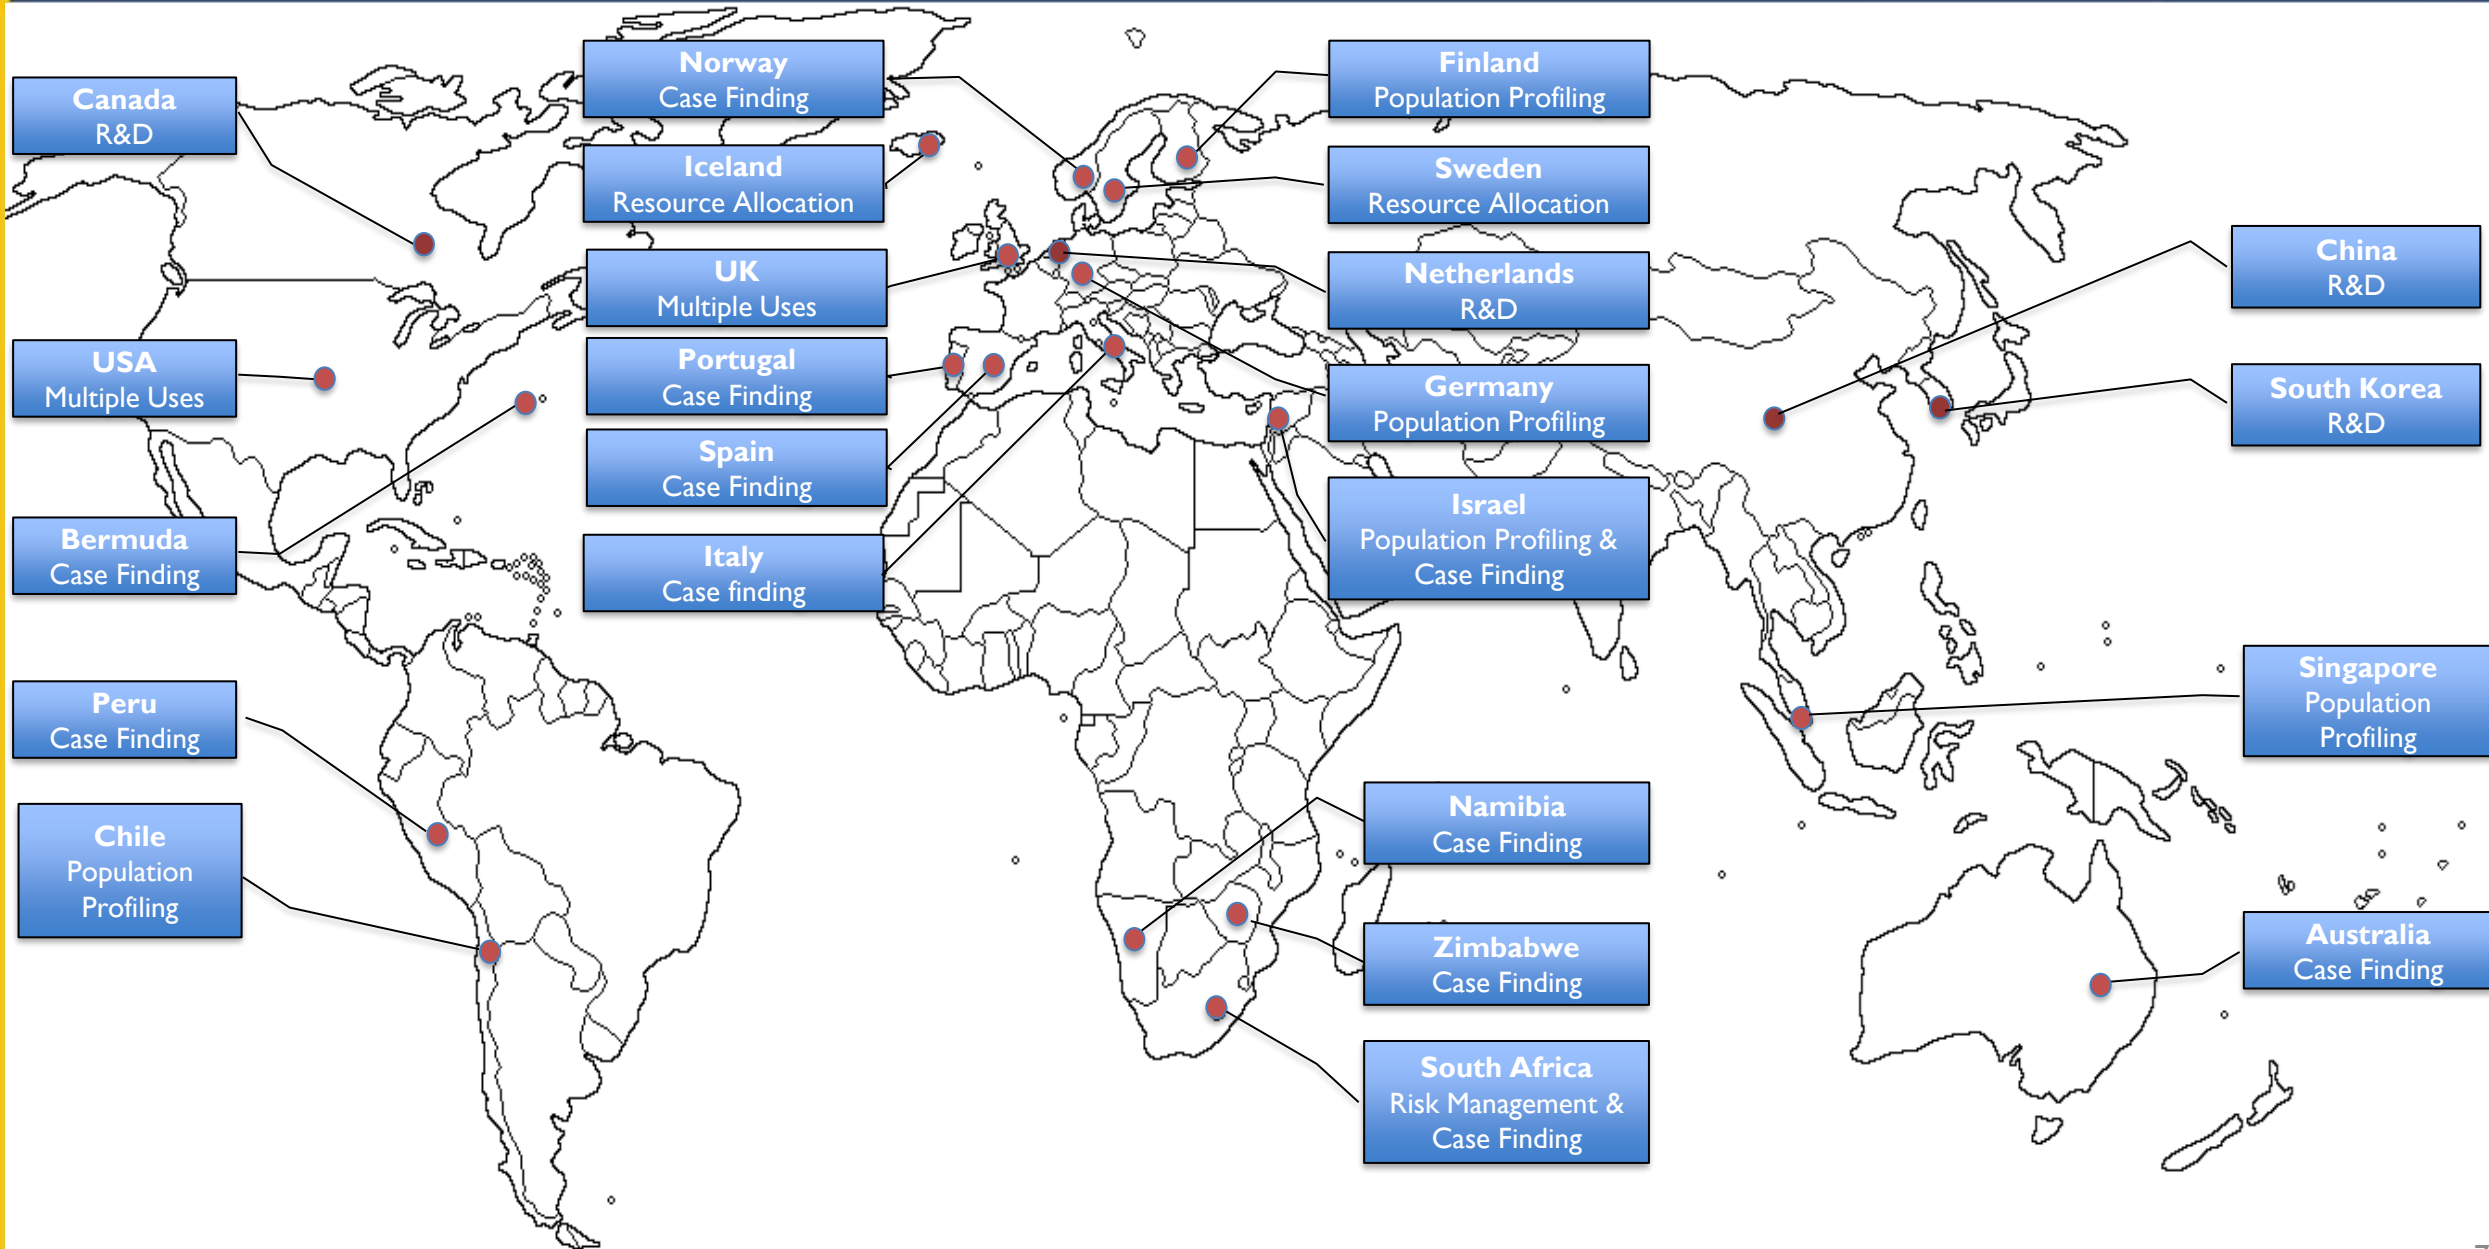 Canada
R&D
USA
Multiple Uses
Bermuda
Case Finding
Peru
Case Finding
Chile
Population
Profiling
Norway
Case Finding
Iceland
Resource Allocation
UK
Multiple Uses
Portugal
Case Finding
Spain
Case Finding
Italy
Case finding
Finland
Population Profiling
Sweden
Resource Allocation
Netherlands
R&D
Germany
Population Profiling
Israel
Population Profiling &
Case Finding
Namibia
Case Finding
Zimbabwe
Case Finding
South Africa
Risk Management &
Case Finding
China
R&D
South Korea
R&D
Singapore
Population
Profiling
Australia
Case Finding